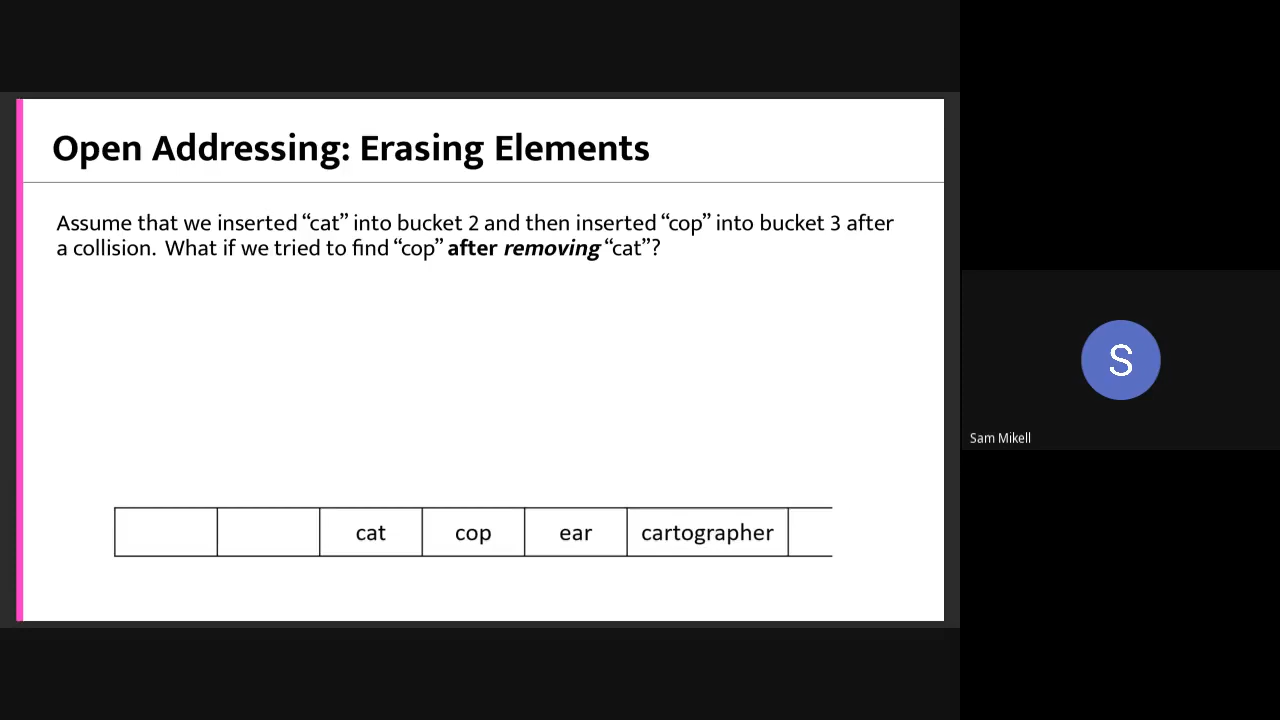 Open Addressing: Erasing Elements
Assume that we inserted “cat” into bucket 2 and then inserted “cop” into bucket 3 after
a collision.  What if we tried to find “cop” after removing “cat”?
cat cop ear cartographer
S
Sam Mikell